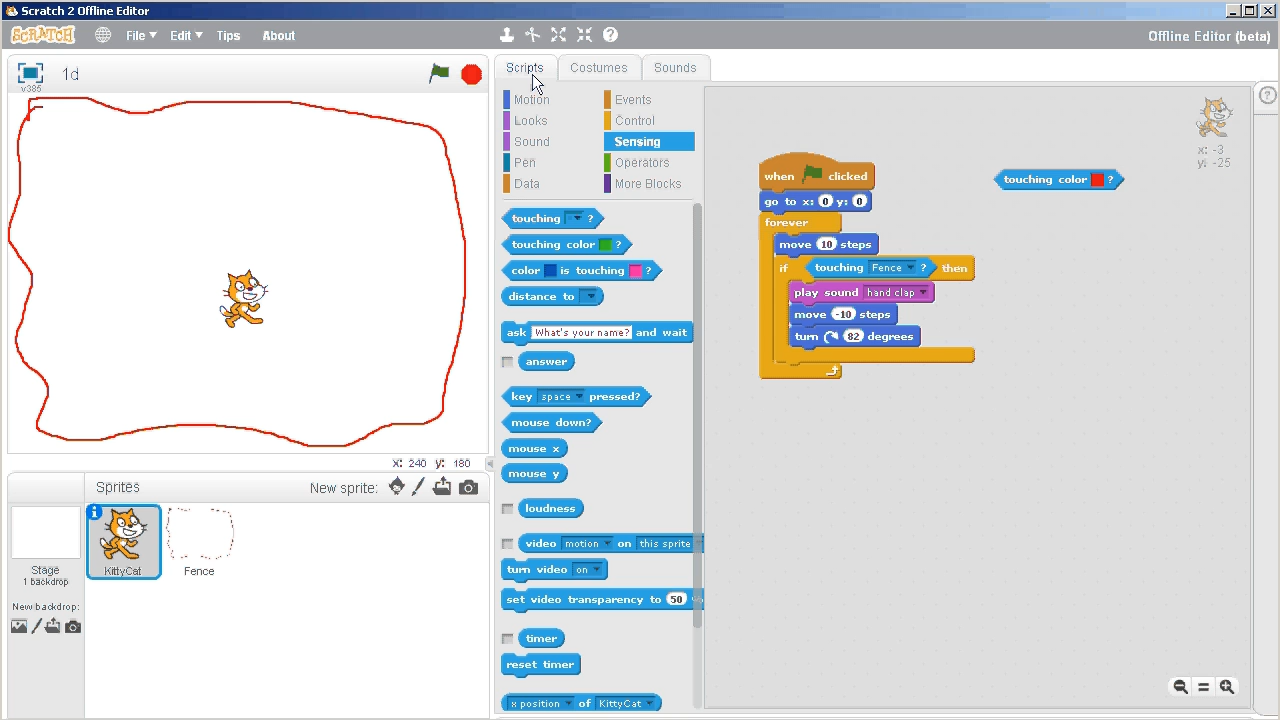 Scratch 2 Offline Editor
SCRATCH File Edit Tips About Offline Editor (beta)
v385 1d
Scripts Costumes Sounds
Motion Events
Looks Control
Sound Sensing
Pen Operators
Data More Blocks
touching ?
touching color ?
color is touching ?
distance to
ask What's your name? and wait
answer
key space pressed?
mouse down?
mouse x
mouse y
loudness
video motion on this sprite
turn video on
set video transparency to 50 %
timer
reset timer
x position of KittyCat
when clicked
go to x: 0 y: 0
forever
move 10 steps
if touching Fence ? then
play sound hand clap
move -10 steps
turn 82 degrees
touching color ?
x: -3
y: -25
x: 240 y: 180
Sprites New sprite:
Stage
1 backdrop
New backdrop:
KittyCat
Fence